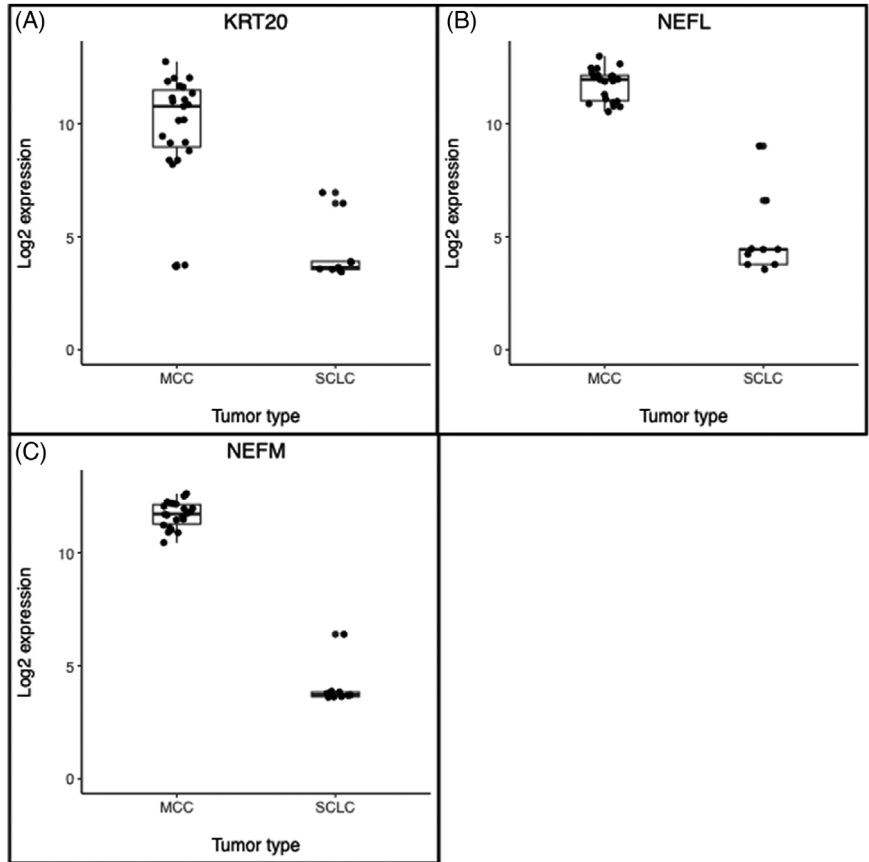 (A)
KRT20
Log2 expression
10
5
0
MCC
SCLC
Tumor type
(B)
NEFL
Log2 expression
10
5
0
MCC
SCLC
Tumor type
(C)
NEFM
Log2 expression
10
5
0
MCC
SCLC
Tumor type